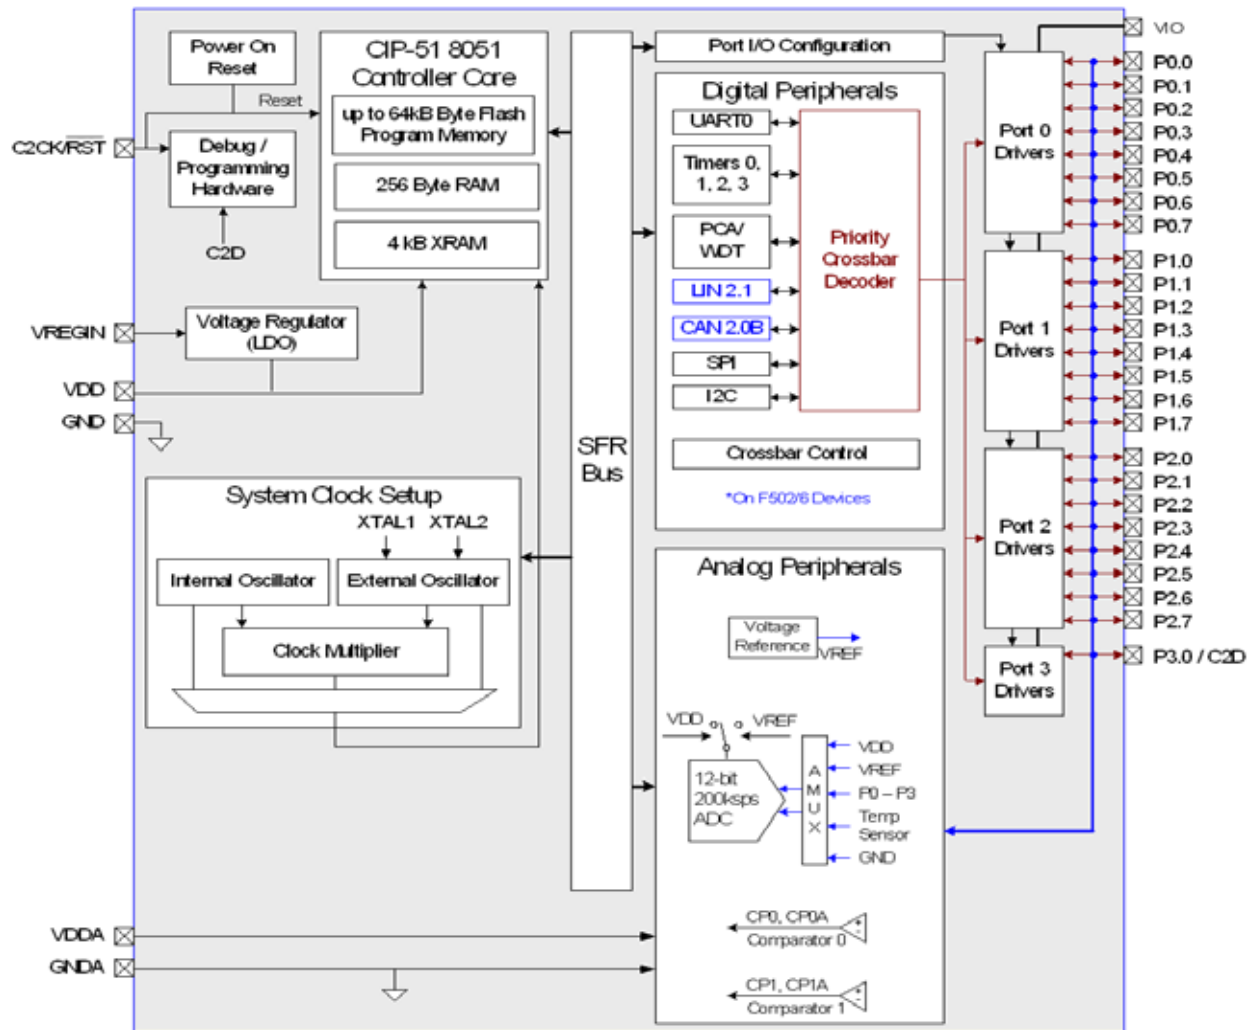 Power On
Reset
Reset
C2CK/RST
Debug /
Programming
Hardware
C2D
CIP-51 8051
Controller Core
up to 64kB Byte Flash
Program Memory
256 Byte RAM
4 kB XRAM
VREGIN
Voltage Regulator
(LDO)
VDD
GND
System Clock Setup
XTAL1 XTAL2
Internal Oscillator
External Oscillator
Clock Multiplier
SFR
Bus
Port I/O Configuration
Digital Peripherals
UART0
Timers 0,
1, 2, 3
PCA/
WDT
LIN 2.1
CAN 2.0B
SPI
I2C
Priority
Crossbar
Decoder
Crossbar Control
*On F502/6 Devices
Analog Peripherals
Voltage
Reference
VREF
VDD
VREF
12-bit
200ksps
ADC
A
M
U
X
VDD
VREF
P0 – P3
Temp
Sensor
GND
CP0, CP0A
Comparator 0
CP1, CP1A
Comparator 1
VDDA
GNDA
Port 0
Drivers
Port 1
Drivers
Port 2
Drivers
Port 3
Drivers
VIO
P0.0
P0.1
P0.2
P0.3
P0.4
P0.5
P0.6
P0.7
P1.0
P1.1
P1.2
P1.3
P1.4
P1.5
P1.6
P1.7
P2.0
P2.1
P2.2
P2.3
P2.4
P2.5
P2.6
P2.7
P3.0 / C2D